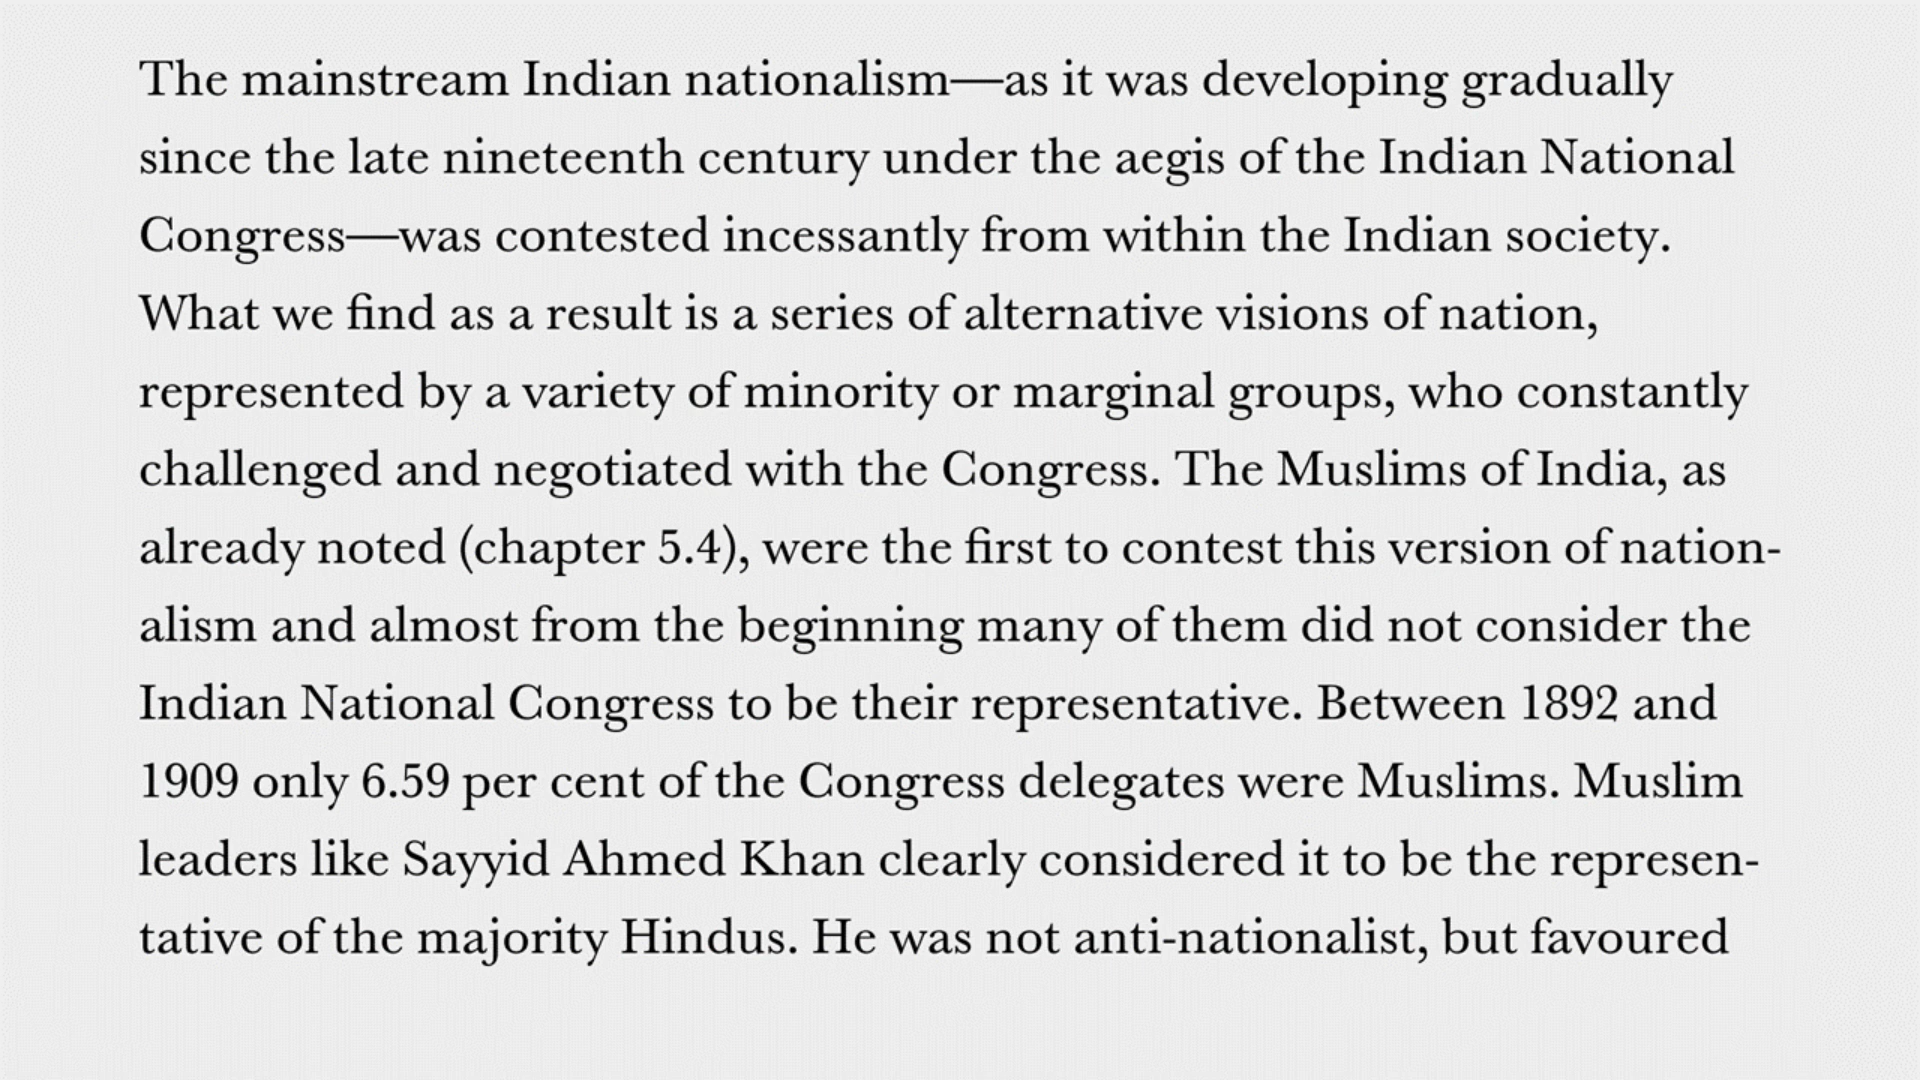 The mainstream Indian nationalism—as it was developing gradually
since the late nineteenth century under the aegis of the Indian National
Congress—was contested incessantly from within the Indian society.
What we find as a result is a series of alternative visions of nation,
represented by a variety of minority or marginal groups, who constantly
challenged and negotiated with the Congress. The Muslims of India, as
already noted (chapter 5.4), were the first to contest this version of nation-
alism and almost from the beginning many of them did not consider the
Indian National Congress to be their representative. Between 1892 and
1909 only 6.59 per cent of the Congress delegates were Muslims. Muslim
leaders like Sayyid Ahmed Khan clearly considered it to be the represen-
tative of the majority Hindus. He was not anti-nationalist, but favoured